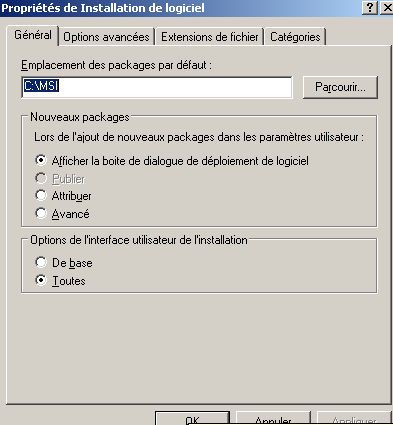 Propriétés de Installation de logiciel
Général Options avancées Extensions de fichier Catégories
Emplacement des packages par défaut :
C:\MSI Parcourir...
Nouveaux packages
Lors de l'ajout de nouveaux packages dans les paramètres utilisateur :
Afficher la boite de dialogue de déploiement de logiciel
Publier
Attribuer
Avancé
Options de l'interface utilisateur de l'installation
De base
Toutes
OK Annuler Appliquer